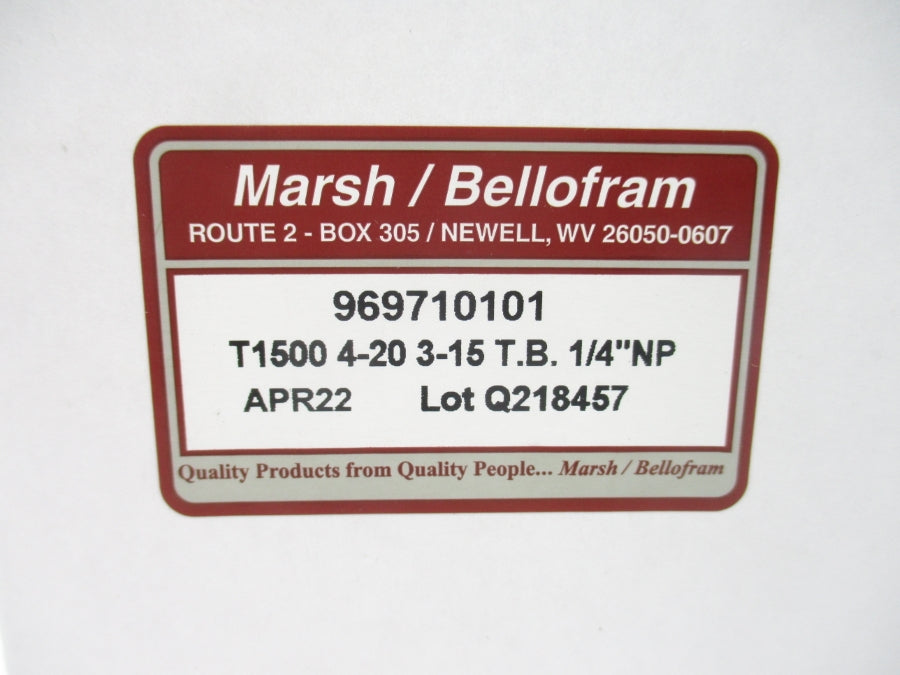 Marsh / Bellofram
ROUTE 2 - BOX 305 / NEWELL, WV 26050-0607
969710101
T1500 4-20 3-15 T.B. 1/4"NP
APR22 Lot Q218457
Quality Products from Quality People... Marsh / Bellofram